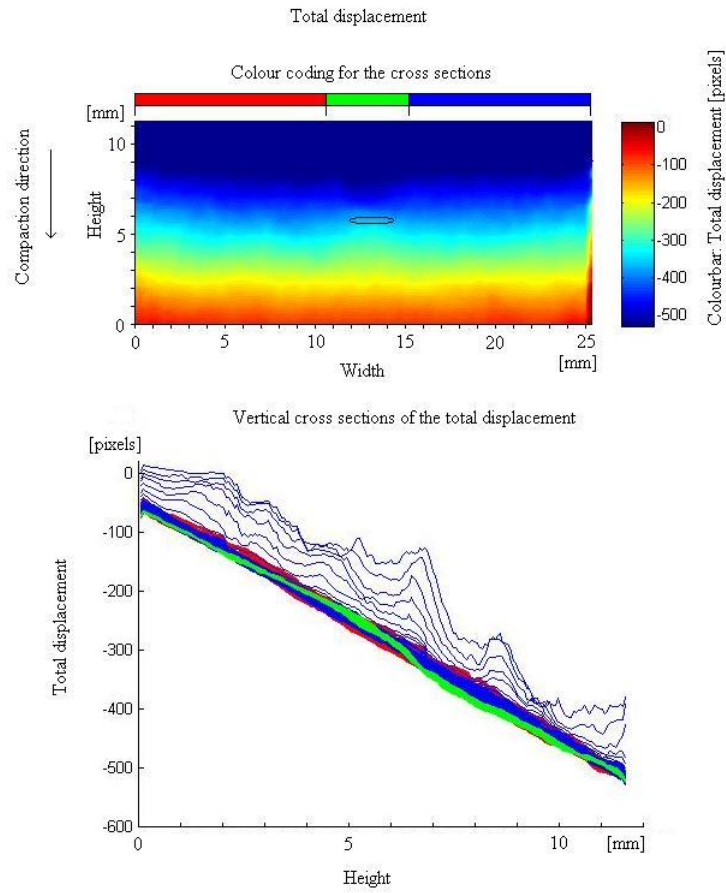 Total displacement
Colour coding for the cross sections
[mm]
10
5
0
Height
Compaction direction
0 5 10 15 20 25
[mm]
Width
0
-100
-200
-300
-400
-500
Colourbar: Total displacement [pixels]
Vertical cross sections of the total displacement
[pixels]
0
-100
-200
-300
-400
-500
-600
Total displacement
0 5 10 [mm]
Height